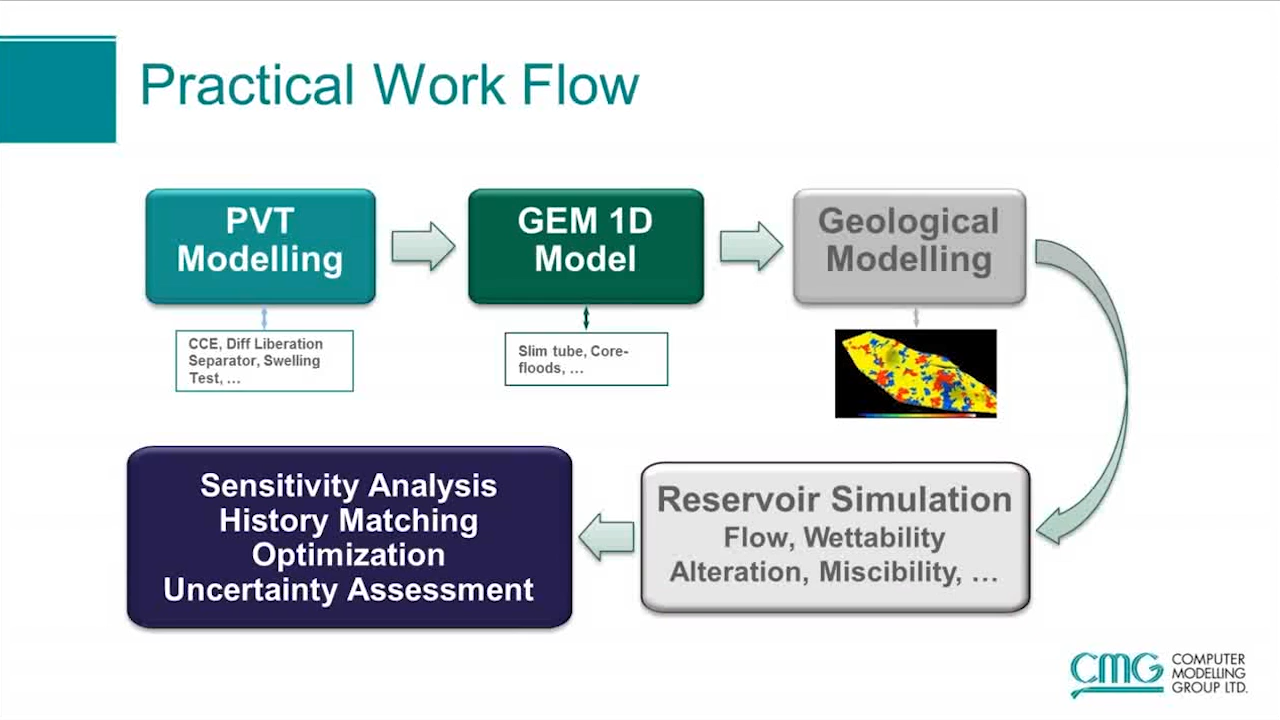 Practical Work Flow
PVT
Modelling
GEM 1D
Model
Geological
Modelling
CCE, Diff Liberation
Separator, Swelling
Test, …
Slim tube, Core-
floods, …
Sensitivity Analysis
History Matching
Optimization
Uncertainty Assessment
Reservoir Simulation
Flow, Wettability
Alteration, Miscibility, …
CMG
COMPUTER
MODELLING
GROUP LTD.